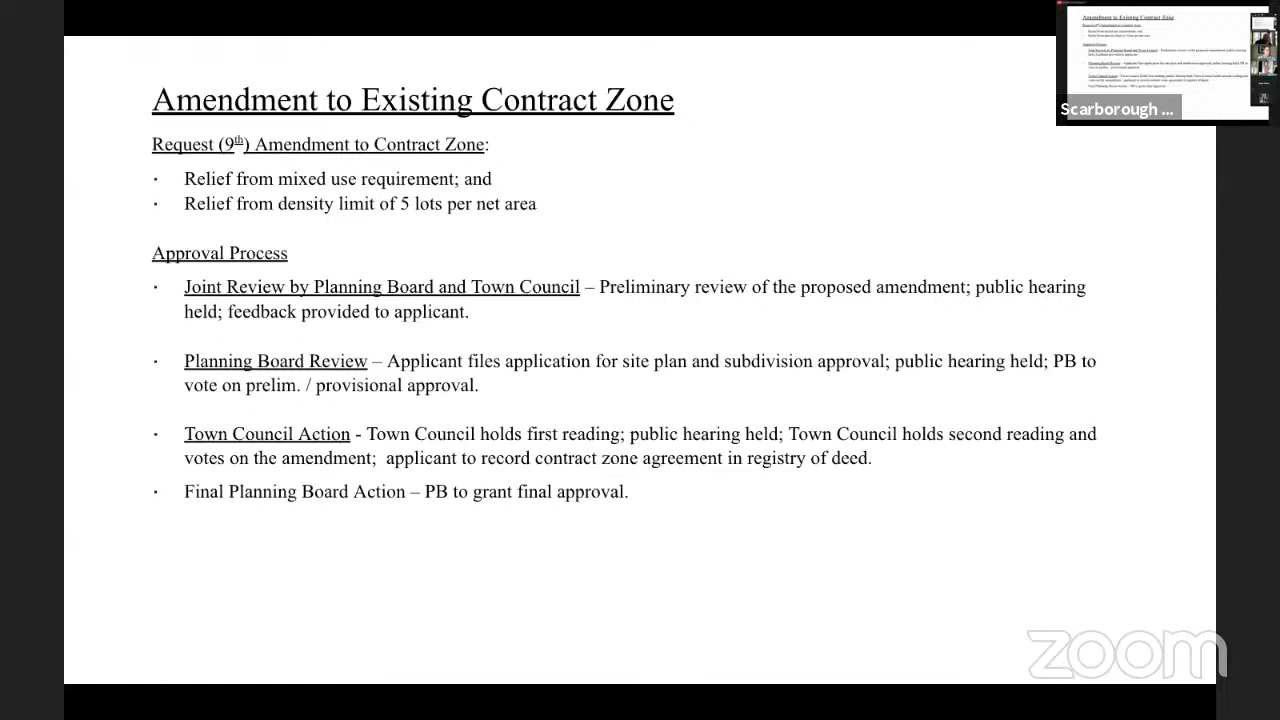 Amendment to Existing Contract Zone
Request (9th) Amendment to Contract Zone:
· Relief from mixed use requirement; and
· Relief from density limit of 5 lots per net area
Approval Process
· Joint Review by Planning Board and Town Council – Preliminary review of the proposed amendment; public hearing
held; feedback provided to applicant.
· Planning Board Review – Applicant files application for site plan and subdivision approval; public hearing held; PB to
vote on prelim. / provisional approval.
· Town Council Action - Town Council holds first reading; public hearing held; Town Council holds second reading and
votes on the amendment;  applicant to record contract zone agreement in registry of deed.
· Final Planning Board Action – PB to grant final approval.
Amendment to Existing Contract Zone
Scarborough ...
zoom